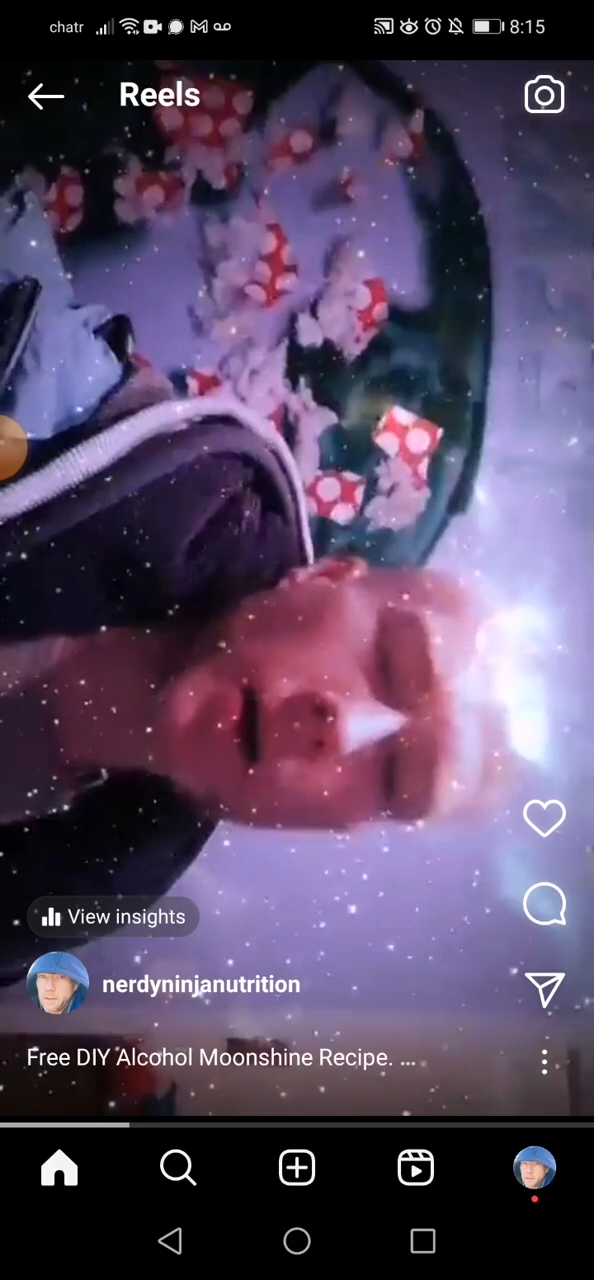 chatr 8:15
Reels
View insights
nerdyninjanutrition
Free DIY Alcohol Moonshine Recipe. ...